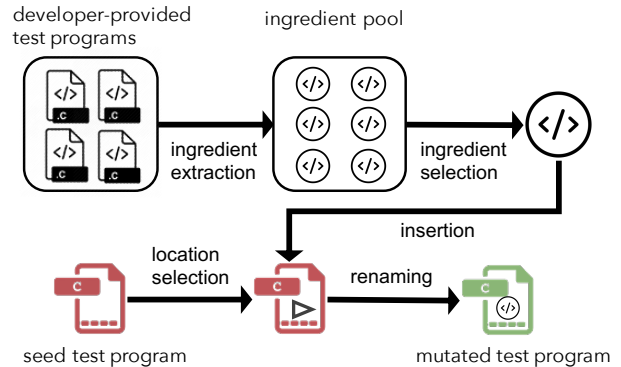 developer-provided
test programs
ingredient pool
</>
</>
</>
</>
.C
.C
.C
.C
</>
</>
</>
</>
</>
</>
ingredient
extraction
ingredient
selection
</>
insertion
location
selection
renaming
C
C
C
</>
seed test program
mutated test program